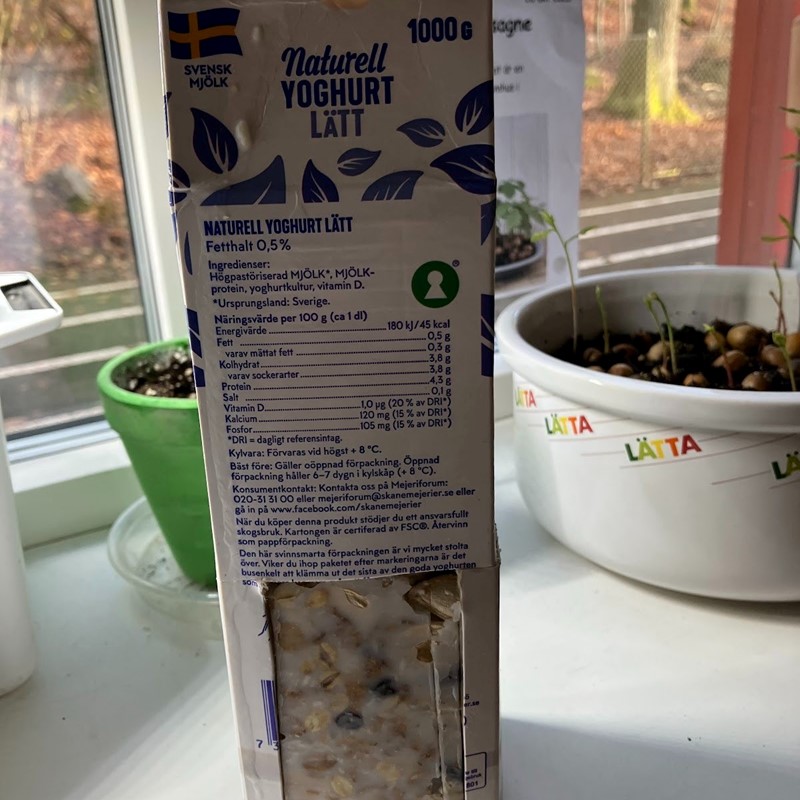 SVENSK
MJÖLK
1000 G
Naturell
YOGHURT
LÄTT
NATURELL YOGHURT LÄTT
Fetthalt 0,5%
Ingredienser:
Högpastöriserad MJÖLK*, MJÖLK-
protein, yoghurtkultur, vitamin D.
*Ursprungsland: Sverige.
®
Näringsvärde per 100 g (ca 1 dl)
Energivärde 180 kJ/45 kcal
Fett 0,5 g
varav mättat fett 0,3 g
Kolhydrat 3,8 g
varav sockerarter 3,8 g
Protein 4,3 g
Salt 0,1 g
Vitamin D 1,0 µg (20 % av DRI*)
Kalcium 120 mg (15 % av DRI*)
Fosfor 105 mg (15 % av DRI*)
*DRI = dagligt referensintag.
Kylvara: Förvaras vid högst + 8 °C.
Bäst före: Gäller oöppnad förpackning. Öppnad
förpackning håller 6–7 dygn i kylskåp (+ 8 °C).
Konsumentkontakt: Kontakta oss på Mejeriforum:
020-31 31 00 eller mejeriforum@skanemejerier.se eller
gå in på www.facebook.com/skanemejerier
När du köper denna produkt stödjer du ett ansvarsfullt
skogsbruk. Kartongen är certiferad av FSC®. Återvinn
som pappförpackning.
Den här svinnsmarta förpackningen är vi mycket stolta
över. Viker du ihop paketet efter markeringarna är det
busenkelt att klämma ut det sista av den goda yoghurten
som
7
er.se
801
agne
LÄTTA
LÄTTA
LÄTTA
LÄ